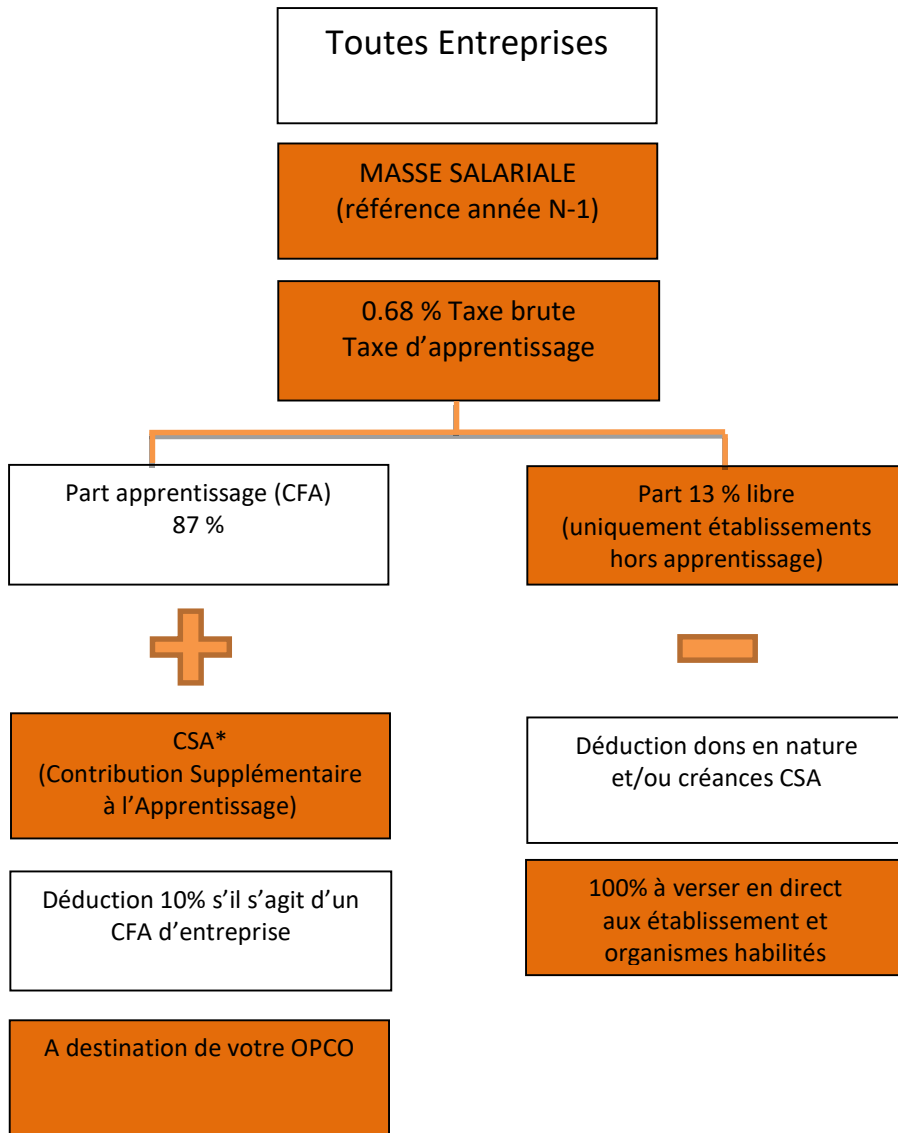 Toutes Entreprises
MASSE SALARIALE
(référence année N-1)
0.68 % Taxe brute
Taxe d’apprentissage
Part apprentissage (CFA)
87 %
Part 13 % libre
(uniquement établissements
hors apprentissage)
CSA*
(Contribution Supplémentaire
à l’Apprentissage)
Déduction dons en nature
et/ou créances CSA
Déduction 10% s’il s’agit d’un
CFA d’entreprise
100% à verser en direct
aux établissement et
organismes habilités
A destination de votre OPCO